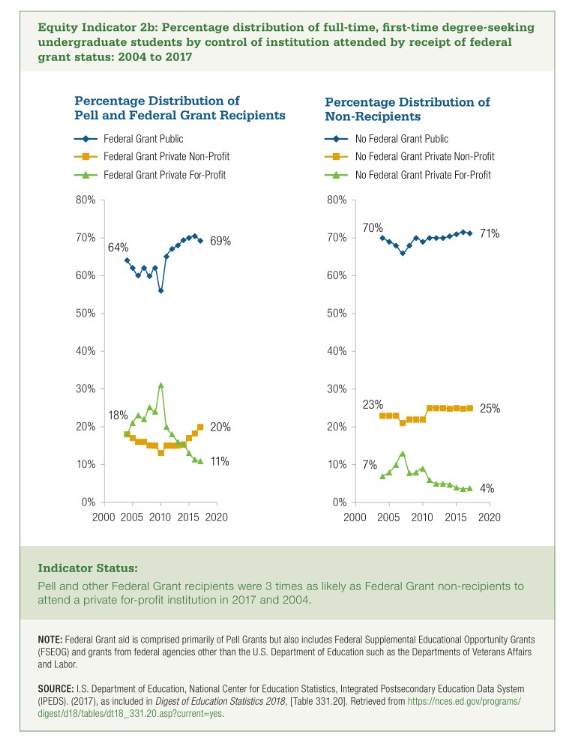 Equity Indicator 2b: Percentage distribution of full-time, first-time degree-seeking
undergraduate students by control of institution attended by receipt of federal
grant status: 2004 to 2017
Percentage Distribution of
Pell and Federal Grant Recipients
Federal Grant Public
Federal Grant Private Non-Profit
Federal Grant Private For-Profit
80%
70%
60%
50%
40%
30%
20%
10%
0%
64%
69%
18%
20%
11%
2000 2005 2010 2015 2020
Percentage Distribution of
Non-Recipients
No Federal Grant Public
No Federal Grant Private Non-Profit
No Federal Grant Private For-Profit
80%
70%
60%
50%
40%
30%
20%
10%
0%
70%
71%
23%
25%
7%
4%
2000 2005 2010 2015 2020
Indicator Status:
Pell and other Federal Grant recipients were 3 times as likely as Federal Grant non-recipients to
attend a private for-profit institution in 2017 and 2004.
NOTE: Federal Grant aid is comprised primarily of Pell Grants but also includes Federal Supplemental Educational Opportunity Grants
(FSEOG) and grants from federal agencies other than the U.S. Department of Education such as the Departments of Veterans Affairs
and Labor.
SOURCE: I.S. Department of Education, National Center for Education Statistics, Integrated Postsecondary Education Data System
(IPEDS). (2017), as included in Digest of Education Statistics 2018, [Table 331.20]. Retrieved from https://nces.ed.gov/programs/
digest/d18/tables/dt18_331.20.asp?current=yes.